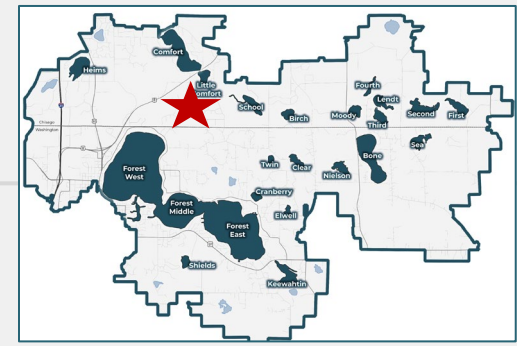 Comfort
Heims
Little
Comfort
School
Fourth
Lendt
Birch
Moody
Third
Second
First
Chisago
Washington
Sea
Bone
Forest
West
Twin
Clear
Nielson
Cranberry
Forest
Middle
Elwell
Forest
East
Shields
Keewahtin